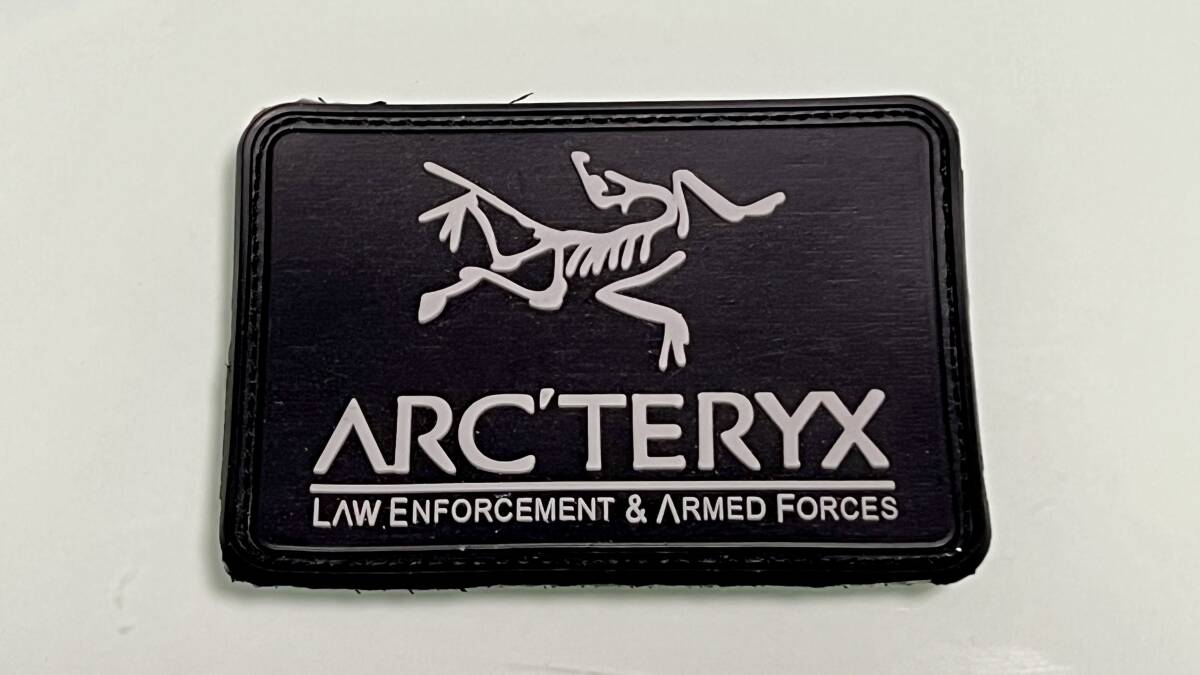 ARC'TERYX
LAW ENFORCEMENT & ARMED FORCES